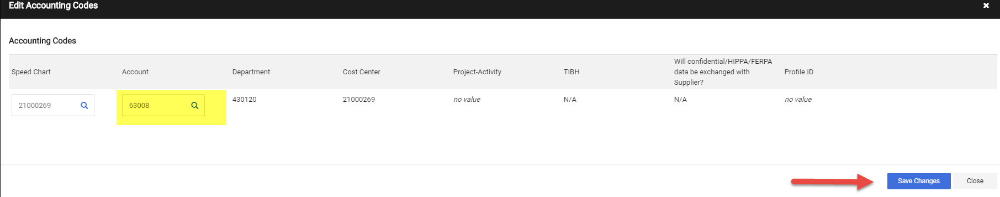 Edit Accounting Codes
Accounting Codes
Speed Chart
Account
Department
Cost Center
Project-Activity
TIBH
Will confidential/HIPPA/FERPA
data be exchanged with
Supplier?
Profile ID
21000269
63008
430120
21000269
no value
N/A
N/A
no value
Save Changes
Close